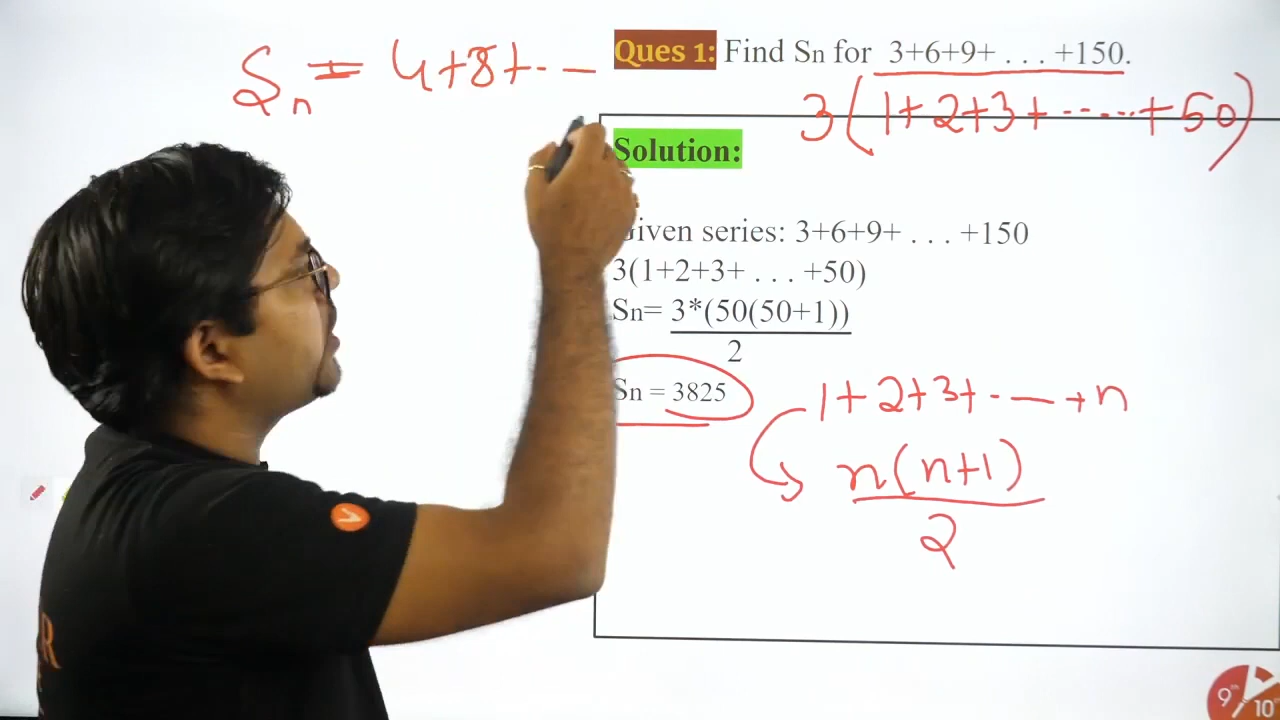 Sn = 4+8+..—
Ques 1: Find Sn for 3+6+9+ . . . +150.
3(1+2+3+......+50)
Solution:
Given series: 3+6+9+ . . . +150
3(1+2+3+ . . . +50)
Sn= 3*(50(50+1))
2
Sn = 3825
1+2+3+..—+n
n(n+1)
2
R
9th
10th